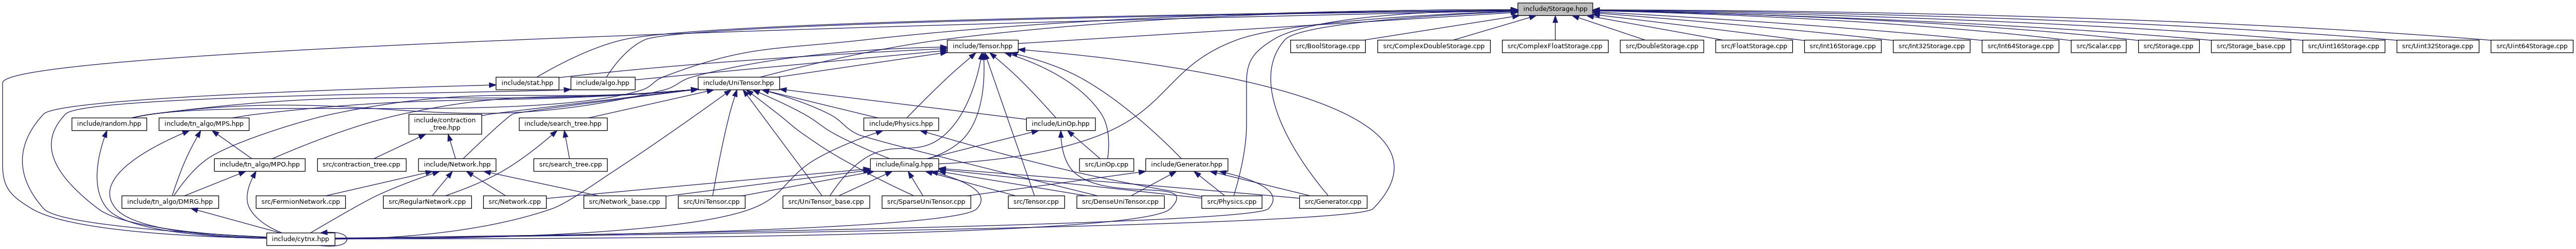 include/Storage.hpp
include/Tensor.hpp
src/BoolStorage.cpp
src/ComplexDoubleStorage.cpp
src/ComplexFloatStorage.cpp
src/DoubleStorage.cpp
src/FloatStorage.cpp
src/Int16Storage.cpp
src/Int32Storage.cpp
src/Int64Storage.cpp
src/Scalar.cpp
src/Storage.cpp
src/Storage_base.cpp
src/Uint16Storage.cpp
src/Uint32Storage.cpp
src/Uint64Storage.cpp
include/stat.hpp
include/algo.hpp
include/UniTensor.hpp
include/random.hpp
include/tn_algo/MPS.hpp
include/contraction
_tree.hpp
include/search_tree.hpp
include/Physics.hpp
include/LinOp.hpp
include/tn_algo/MPO.hpp
src/contraction_tree.cpp
include/Network.hpp
src/search_tree.cpp
include/linalg.hpp
src/LinOp.cpp
include/Generator.hpp
include/tn_algo/DMRG.hpp
src/FermionNetwork.cpp
src/RegularNetwork.cpp
src/Network.cpp
src/Network_base.cpp
src/UniTensor.cpp
src/UniTensor_base.cpp
src/SparseUniTensor.cpp
src/Tensor.cpp
src/DenseUniTensor.cpp
src/Physics.cpp
src/Generator.cpp
include/cytnx.hpp